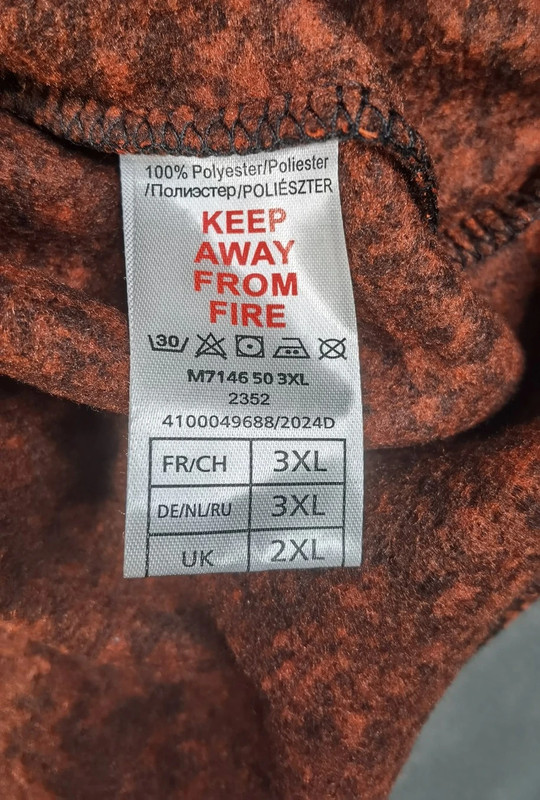 100% Polyester/Poliester
/Полиэстер/POLIÉSZTER
KEEP
AWAY
FROM
FIRE
30
M7146 50 3XL
2352
4100049688/2024D
FR/CH 3XL
DE/NL/RU 3XL
UK 2XL